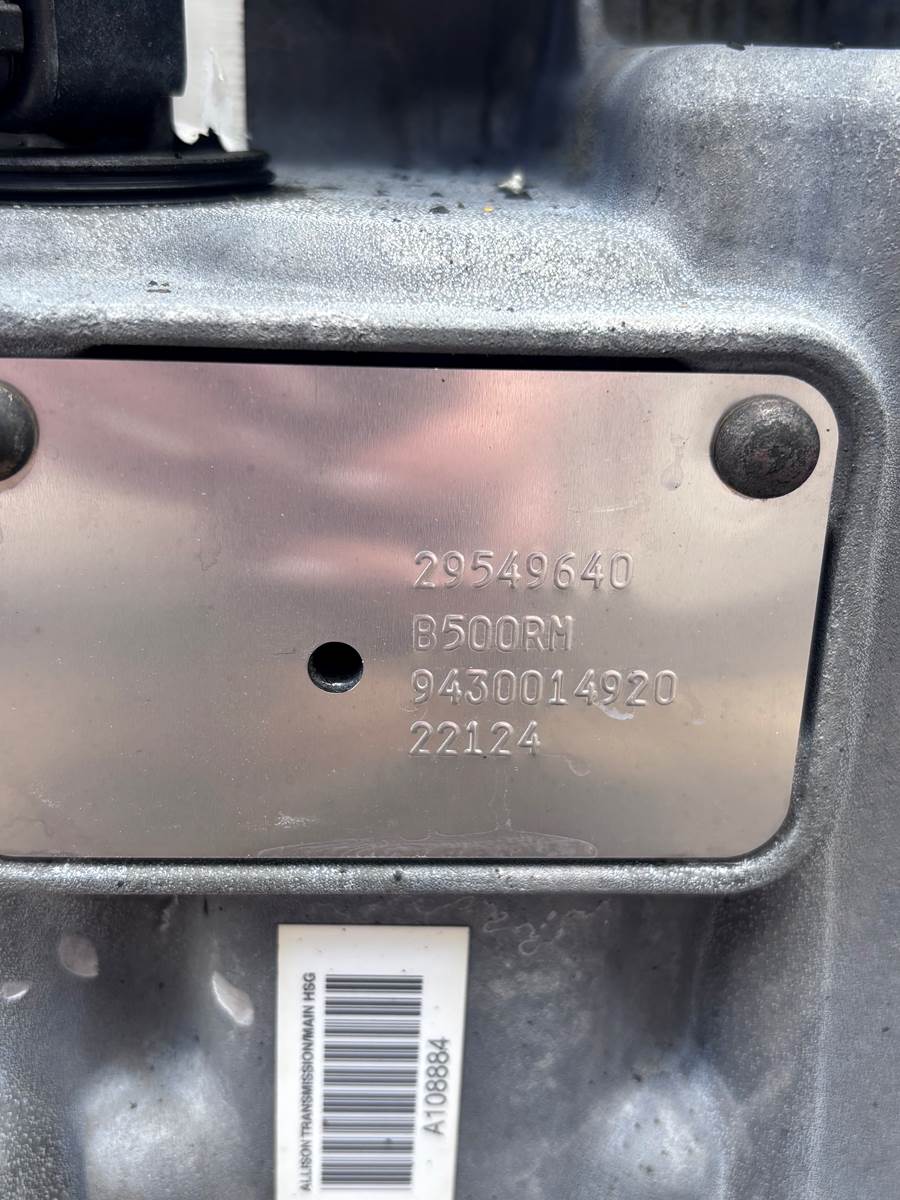 29549640
B500RM
9430014920
22124
ALLISON TRANSMISSION/MAIN HSG
A108884